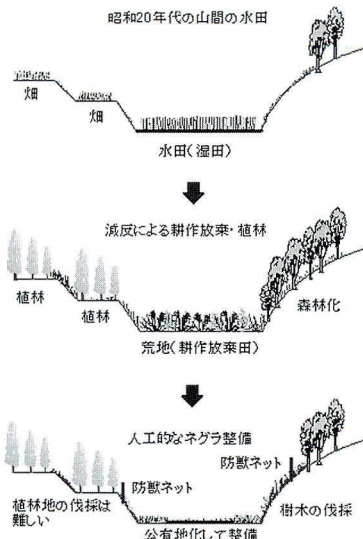 昭和20年代の山間の水田
畑
畑
水田(湿田)
減反による耕作放棄・植林
植林
植林
森林化
荒地(耕作放棄田)
人工的なネグラ整備
防獣ネット
防獣ネット
植林地の伐採は
難しい
樹木の伐採
公有地化して整備